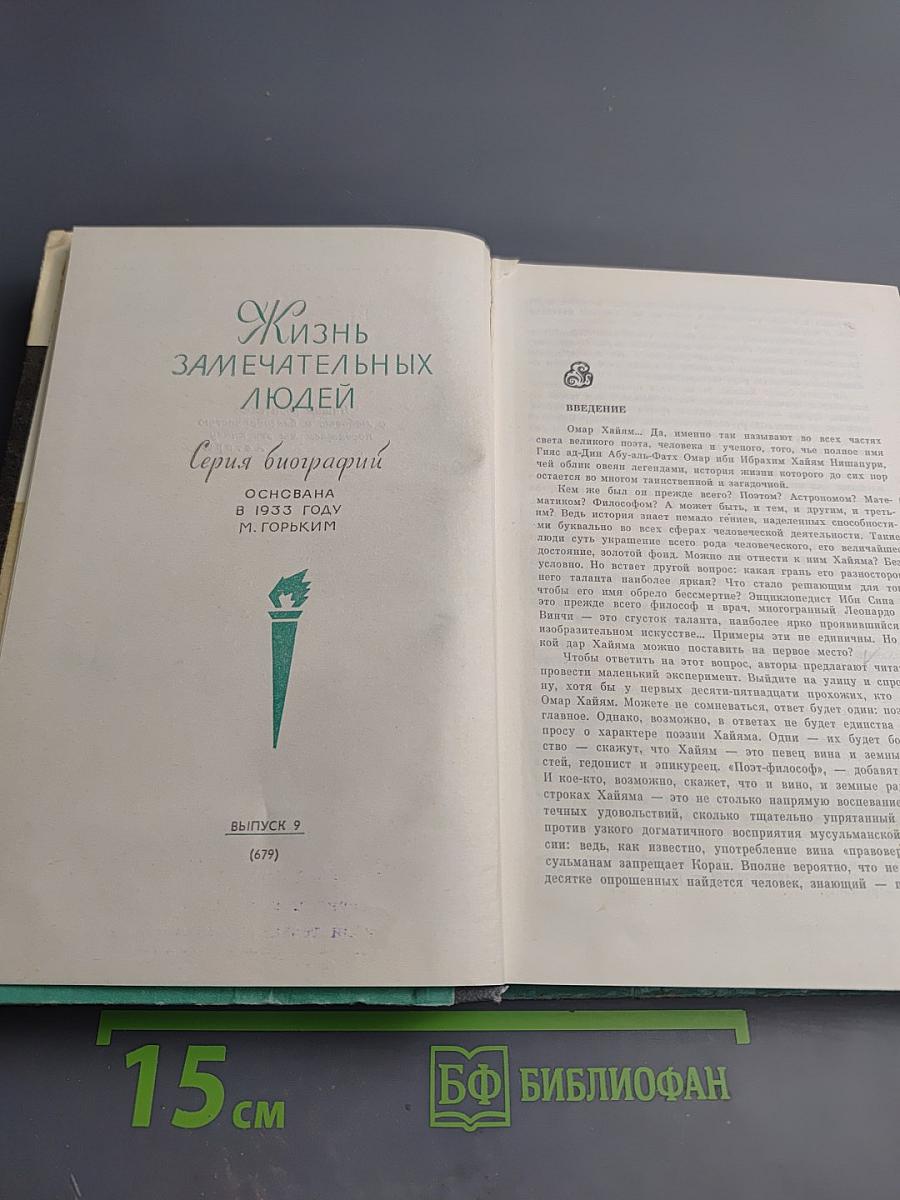 Жизнь
ЗАМЕЧАТЕЛЬНЫХ
ЛЮДЕЙ
Серия биографий
ОСНОВАНА
В 1933 ГОДУ
М. ГОРЬКИМ
ВЫПУСК 9
(679)
ВВЕДЕНИЕ
Омар Хайям... Да, именно так называют во всех частях
света великого поэта, человека и ученого, того, чье полное имя
Гияс ад-Дин Абу-аль-Фатх Омар ибн Ибрахим Хайям Нишапури,
чей облик овеян легендами, история жизни которого до сих пор
остается во многом таинственной и загадочной.
Кем же был он прежде всего? Поэтом? Астрономом? Мате-
матиком? Философом? А может быть, и тем, и другим, и треть-
им? Ведь история знает немало гениев, наделенных способностя-
ми буквально во всех сферах человеческой деятельности. Такие
люди суть украшение всего рода человеческого, его величайшее
достояние, золотой фонд. Можно ли отнести к ним Хайяма? Без
условно. Но встает другой вопрос: какая грань его разносторон
него таланта наиболее яркая? Что стало решающим для то
чтобы его имя обрело бессмертие? Энциклопедист Ибн Сина
это прежде всего философ и врач, многогранный Леонардо
Винчи — это сгусток таланта, наиболее ярко проявившийся
изобразительном искусстве... Примеры эти не единичны. Но
кой дар Хайяма можно поставить на первое место?
Чтобы ответить на этот вопрос, авторы предлагают чита
провести маленький эксперимент. Выйдите на улицу и спро
ну, хотя бы у первых десяти-пятнадцати прохожих, кто
Омар Хайям. Можете не сомневаться, ответ будет один: поэ
главное. Однако, возможно, в ответах не будет единства
просу о характере поэзии Хайяма. Одни — их будет бо
ство — скажут, что Хайям — это певец вина и земны
стей, гедонист и эпикуреец. «Поэт-философ», — добавят
И кое-кто, возможно, скажет, что и вино, и земные ра
строках Хайяма — это не столько напрямую воспевание
течных удовольствий, сколько тщательно упрятанный
против узкого догматичного восприятия мусульманской
сии: ведь, как известно, употребление вина «правовер
сульманам запрещает Коран. Вполне вероятно, что не
десятке опрошенных найдется человек, знающий — п
15 см
БФ БИБЛИОФАН